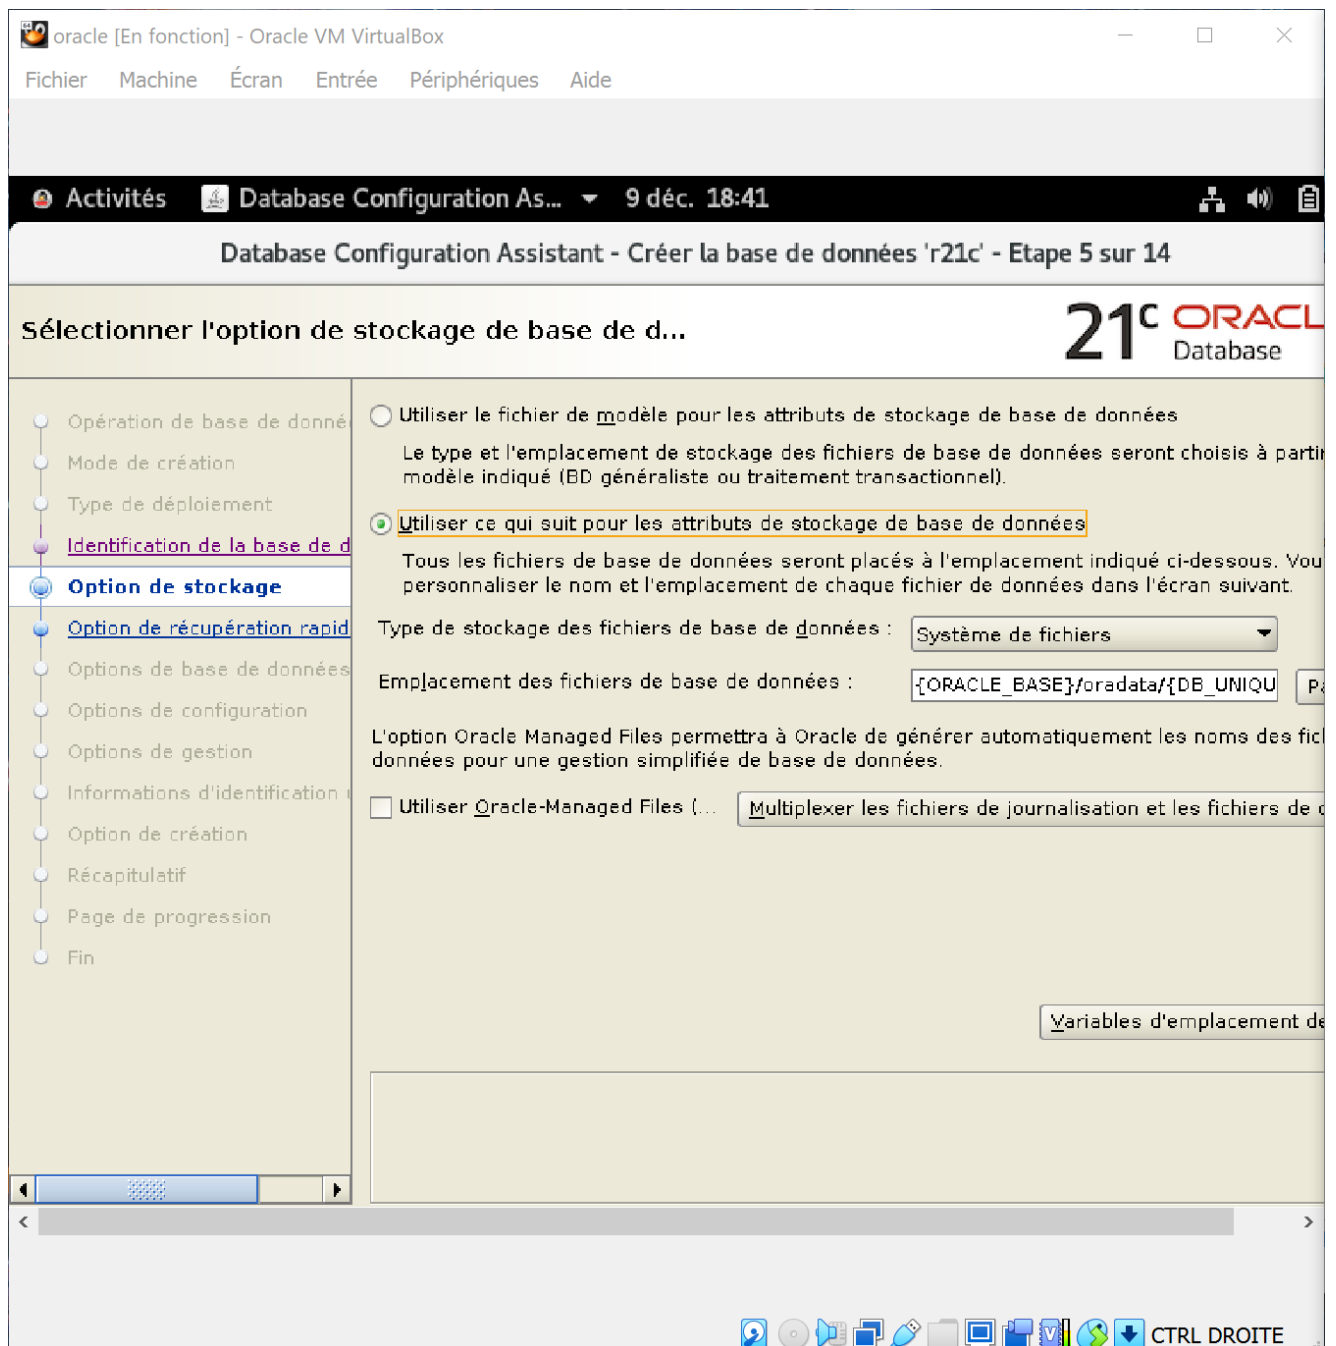 oracle [En fonction] - Oracle VM VirtualBox
Fichier Machine Écran Entrée Périphériques Aide
Activités Database Configuration As... 9 déc. 18:41
Database Configuration Assistant - Créer la base de données 'r21c' - Etape 5 sur 14
Sélectionner l'option de stockage de base de d...
21c ORACL
Database
Opération de base de donné
Mode de création
Type de déploiement
Identification de la base de d
Option de stockage
Option de récupération rapid
Options de base de données
Options de configuration
Options de gestion
Informations d'identification
Option de création
Récapitulatif
Page de progression
Fin
Utiliser le fichier de modèle pour les attributs de stockage de base de données
Le type et l'emplacement de stockage des fichiers de base de données seront choisis à parti
modèle indiqué (BD généraliste ou traitement transactionnel).
Utiliser ce qui suit pour les attributs de stockage de base de données
Tous les fichiers de base de données seront placés à l'emplacement indiqué ci-dessous. Vou
personnaliser le nom et l'emplacement de chaque fichier de données dans l'écran suivant.
Type de stockage des fichiers de base de données : Système de fichiers
Emplacement des fichiers de base de données : {ORACLE_BASE}/oradata/{DB_UNIQU Pa
L'option Oracle Managed Files permettra à Oracle de générer automatiquement les noms des fic
données pour une gestion simplifiée de base de données.
Utiliser Oracle-Managed Files (... Multiplexer les fichiers de journalisation et les fichiers de
Variables d'emplacement de
CTRL DROITE